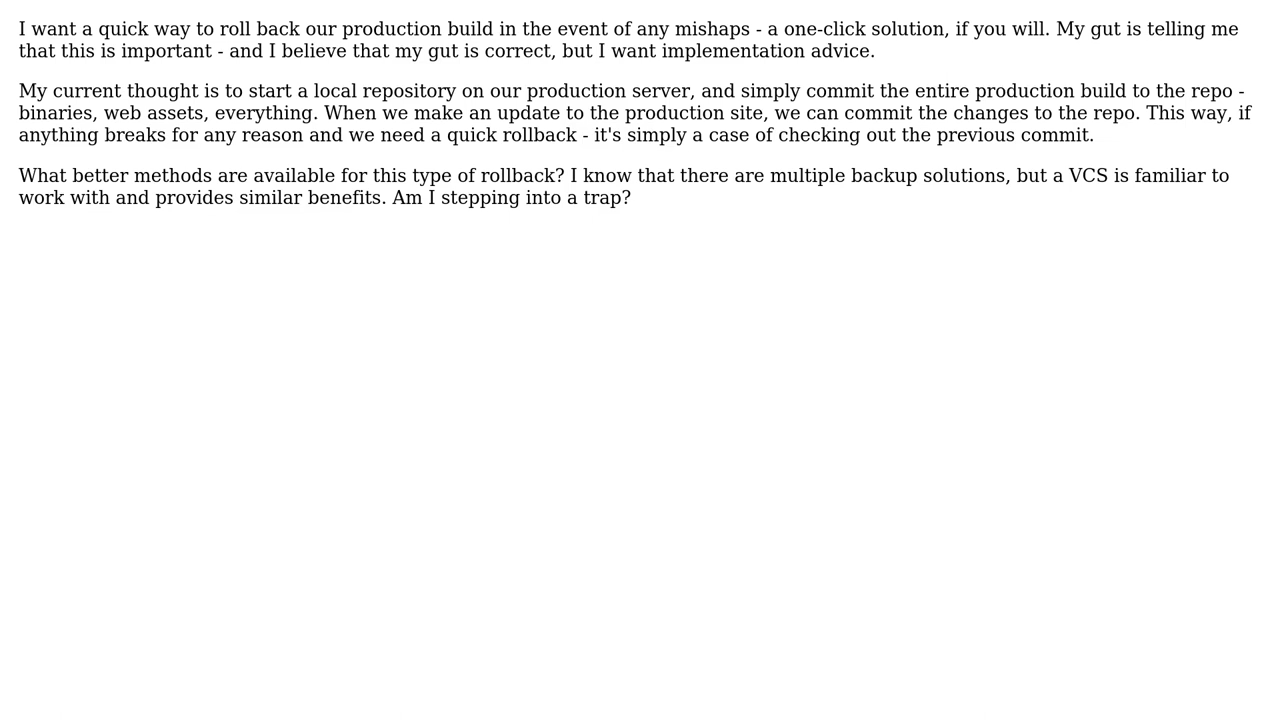 I want a quick way to roll back our production build in the event of any mishaps - a one-click solution, if you will. My gut is telling me
that this is important - and I believe that my gut is correct, but I want implementation advice.
My current thought is to start a local repository on our production server, and simply commit the entire production build to the repo -
binaries, web assets, everything. When we make an update to the production site, we can commit the changes to the repo. This way, if
anything breaks for any reason and we need a quick rollback - it's simply a case of checking out the previous commit.
What better methods are available for this type of rollback? I know that there are multiple backup solutions, but a VCS is familiar to
work with and provides similar benefits. Am I stepping into a trap?